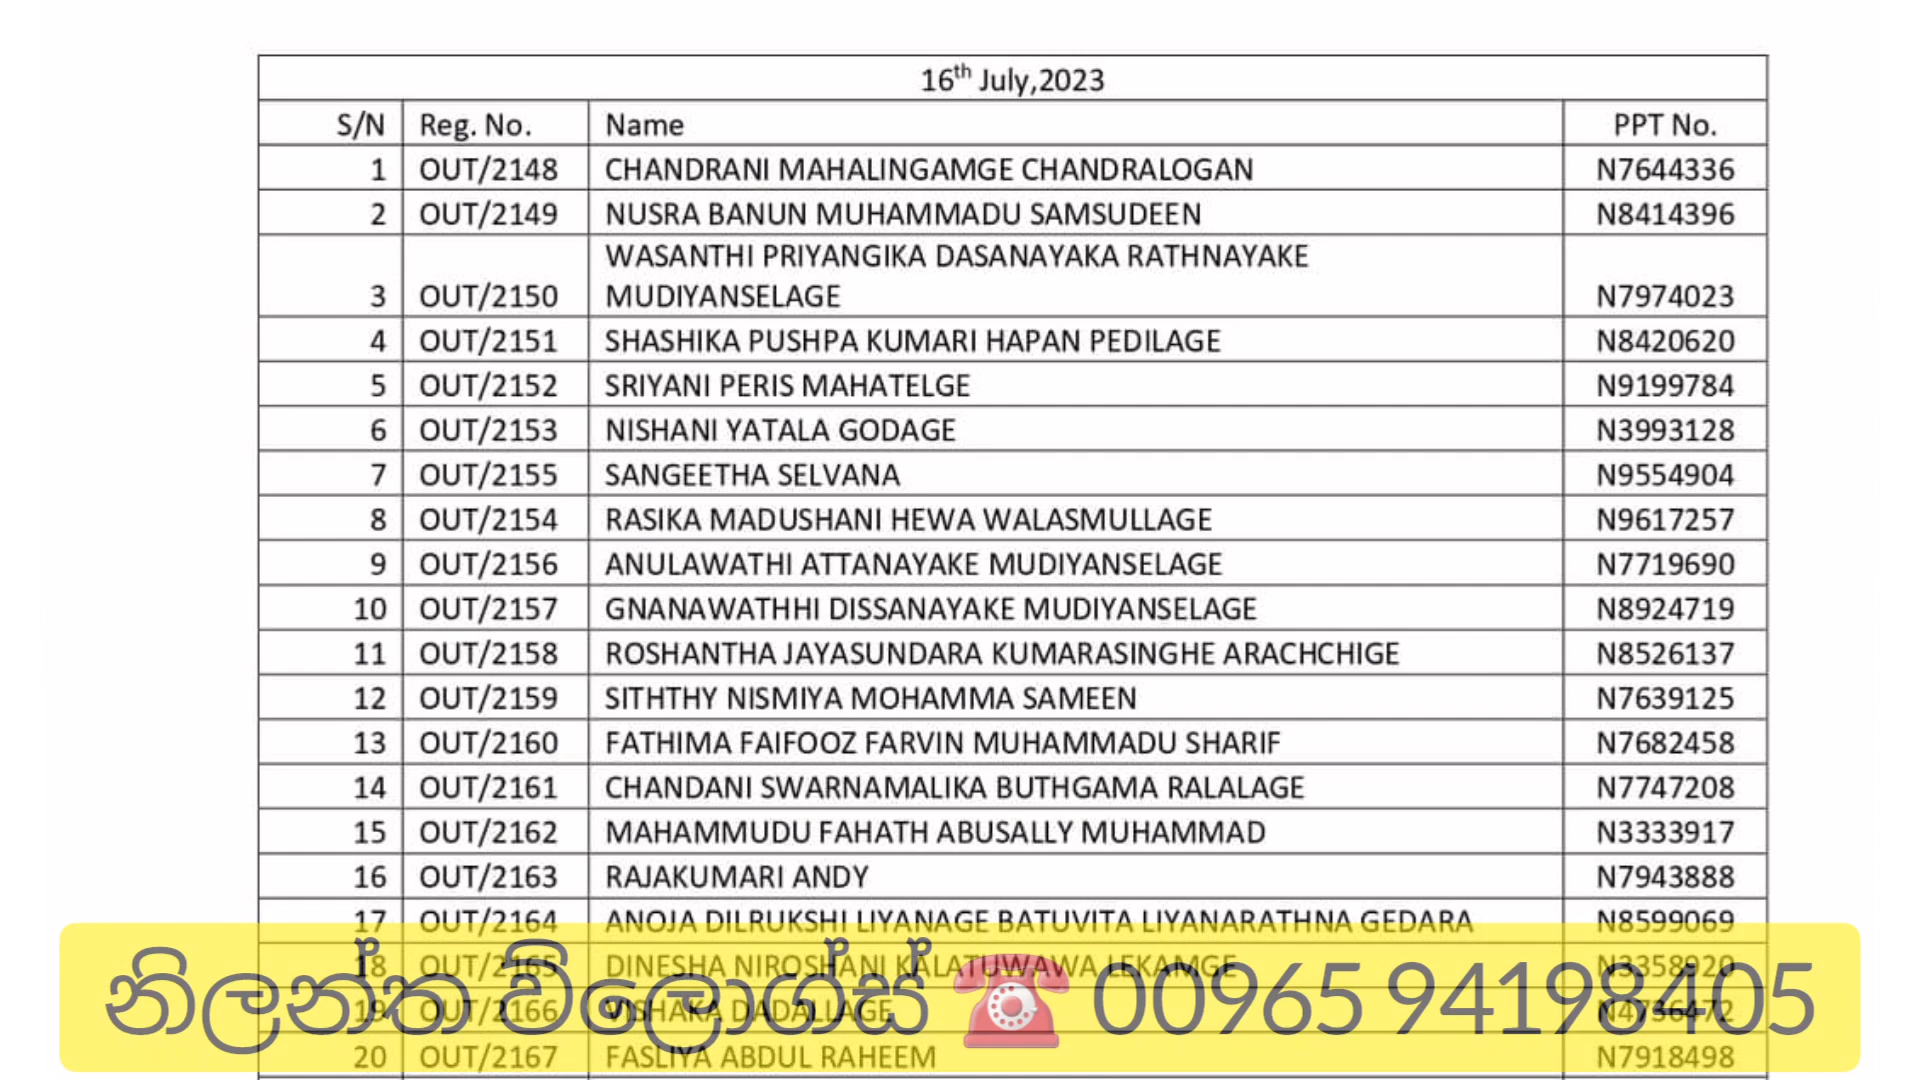 16th July,2023
S/N Reg. No. Name PPT No.
1 OUT/2148 CHANDRANI MAHALINGAMGE CHANDRALOGAN N7644336
2 OUT/2149 NUSRA BANUN MUHAMMADU SAMSUDEEN N8414396
WASANTHI PRIYANGIKA DASANAYAKA RATHNAYAKE
3 OUT/2150 MUDIYANSELAGE N7974023
4 OUT/2151 SHASHIKA PUSHPA KUMARI HAPAN PEDILAGE N8420620
5 OUT/2152 SRIYANI PERIS MAHATELGE N9199784
6 OUT/2153 NISHANI YATALA GODAGE N3993128
7 OUT/2155 SANGEETHA SELVANA N9554904
8 OUT/2154 RASIKA MADUSHANI HEWA WALASMULLAGE N9617257
9 OUT/2156 ANULAWATHI ATTANAYAKE MUDIYANSELAGE N7719690
10 OUT/2157 GNANAWATHHI DISSANAYAKE MUDIYANSELAGE N8924719
11 OUT/2158 ROSHANTHA JAYASUNDARA KUMARASINGHE ARACHCHIGE N8526137
12 OUT/2159 SITHTHY NISMIYA MOHAMMA SAMEEN N7639125
13 OUT/2160 FATHIMA FAIFOOZ FARVIN MUHAMMADU SHARIF N7682458
14 OUT/2161 CHANDANI SWARNAMALIKA BUTHGAMA RALALAGE N7747208
15 OUT/2162 MAHAMMUDU FAHATH ABUSALLY MUHAMMAD N3333917
16 OUT/2163 RAJAKUMARI ANDY N7943888
17 OUT/2164 ANOJA DILRUKSHI LIYANAGE BATUVITA LIYANARATHNA GEDARA N8599069
18 OUT/2165 DINESHA NIROSHANI KALATUWAWA LEKAMGE N3358920
19 OUT/2166 VISHAKA DADALLAGE
නිලන්ත ව්ලොග්ස් 00965 94198405
20 OUT/2167 FASLIYA ABDUL RAHEEM N7918498